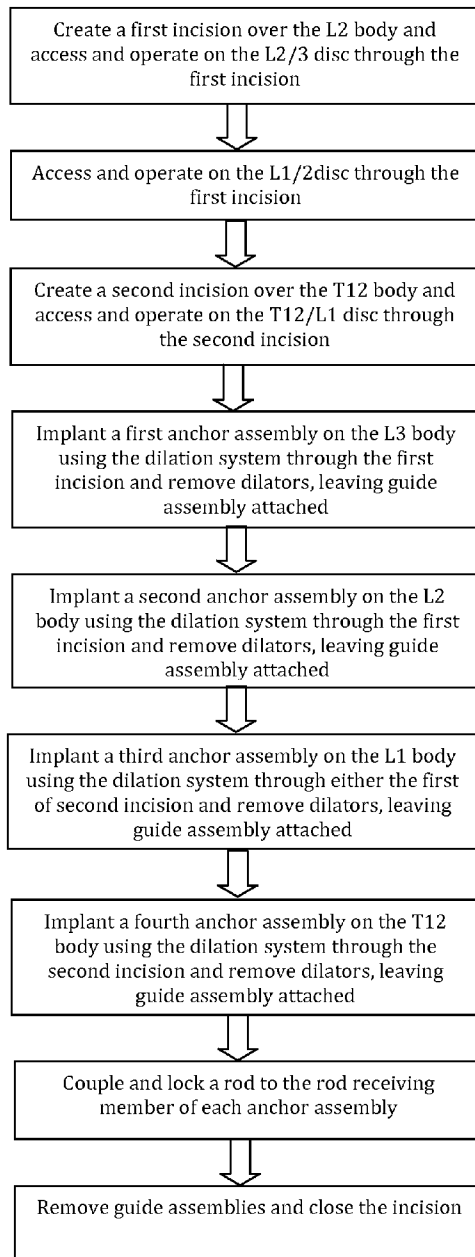 Create a first incision over the L2 body and
access and operate on the L2/3 disc through the
first incision
Access and operate on the L1/2disc through the
first incision
Create a second incision over the T12 body and
access and operate on the T12/L1 disc through
the second incision
Implant a first anchor assembly on the L3 body
using the dilation system through the first
incision and remove dilators, leaving guide
assembly attached
Implant a second anchor assembly on the L2
body using the dilation system through the first
incision and remove dilators, leaving guide
assembly attached
Implant a third anchor assembly on the L1 body
using the dilation system through either the first
of second incision and remove dilators, leaving
guide assembly attached
Implant a fourth anchor assembly on the T12
body using the dilation system through the
second incision and remove dilators, leaving
guide assembly attached
Couple and lock a rod to the rod receiving
member of each anchor assembly
Remove guide assemblies and close the incision